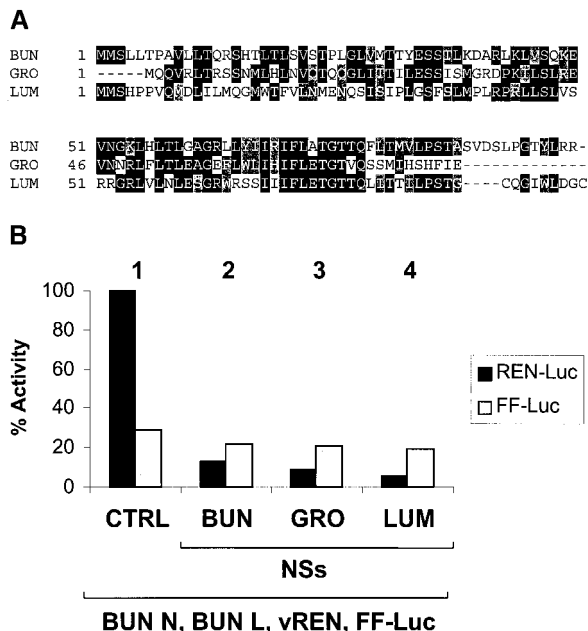 A
BUN 1 MMSLLTPAVLLTQRSHTLTLSVSTPLGLVMTTYESSTLKDARLKLVSQKE
GRO 1 -----MQQVRLTRSSNMLHLNVQTQQGLITTILESSISMGRDPKILSLRE
LUM 1 MMSHPPVQMDLILMQGMWTFVLNMENQSISIPLGSFSLMPLRPRLLSLVS
BUN 51 VNGKLHLTLGAGRLLYIIRIFLATGTTQFLTMVLPSTASVDSLPGTYLRR-
GRO 46 VNNRLFLTLEAGERLWLIHIFLETGTVQSSMIHSHFIE-------------
LUM 51 RRGRLVLNLESGRWRSSIIIFLETGTTQLITTILPSTG----CQGIWLDGC
B
1 2 3 4
% Activity
100
80
60
40
20
0
REN-Luc
FF-Luc
CTRL BUN GRO LUM
NSs
BUN N, BUN L, vREN, FF-Luc